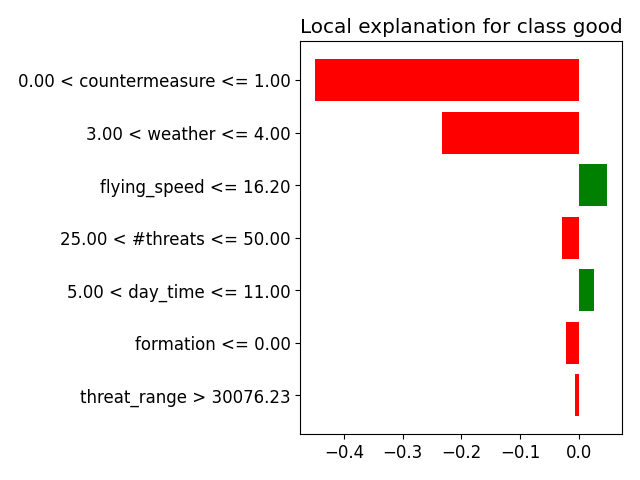 Local explanation for class good
0.00 < countermeasure <= 1.00
3.00 < weather <= 4.00
flying_speed <= 16.20
25.00 < #threats <= 50.00
5.00 < day_time <= 11.00
formation <= 0.00
threat_range > 30076.23
−0.4 −0.3 −0.2 −0.1 0.0